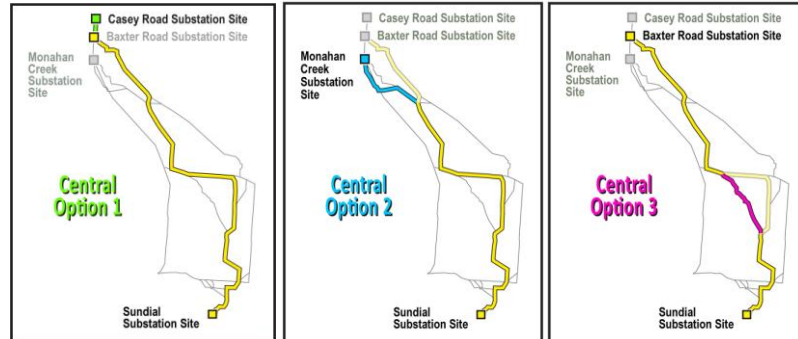 Casey Road Substation Site
Baxter Road Substation Site
Monahan
Creek
Substation
Site
Central
Option 1
Sundial
Substation Site
Casey Road Substation Site
Baxter Road Substation Site
Monahan
Creek
Substation
Site
Central
Option 2
Sundial
Substation Site
Casey Road Substation Site
Baxter Road Substation Site
Monahan
Creek
Substation
Site
Central
Option 3
Sundial
Substation Site